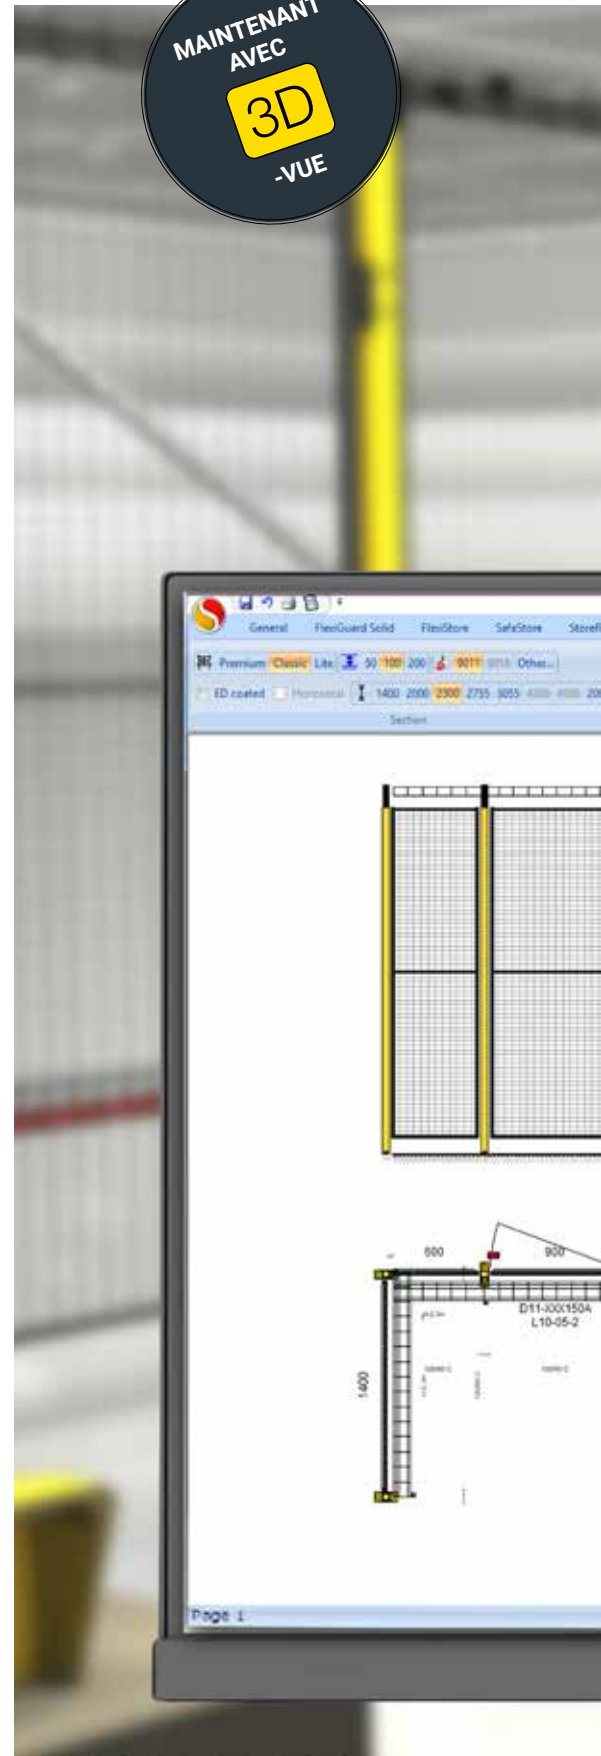 MAINTENANT
AVEC
3D
-VUE
General FlexiGuard Solid FlexiStore SafeStore
Premium Classic Lite 50 100 200 9011 Other...
ED coated Horizontal 1400 2000 2300 2755 3055
Section
600 900
D11-XXX150A
L10-05-2
1400
Page 1